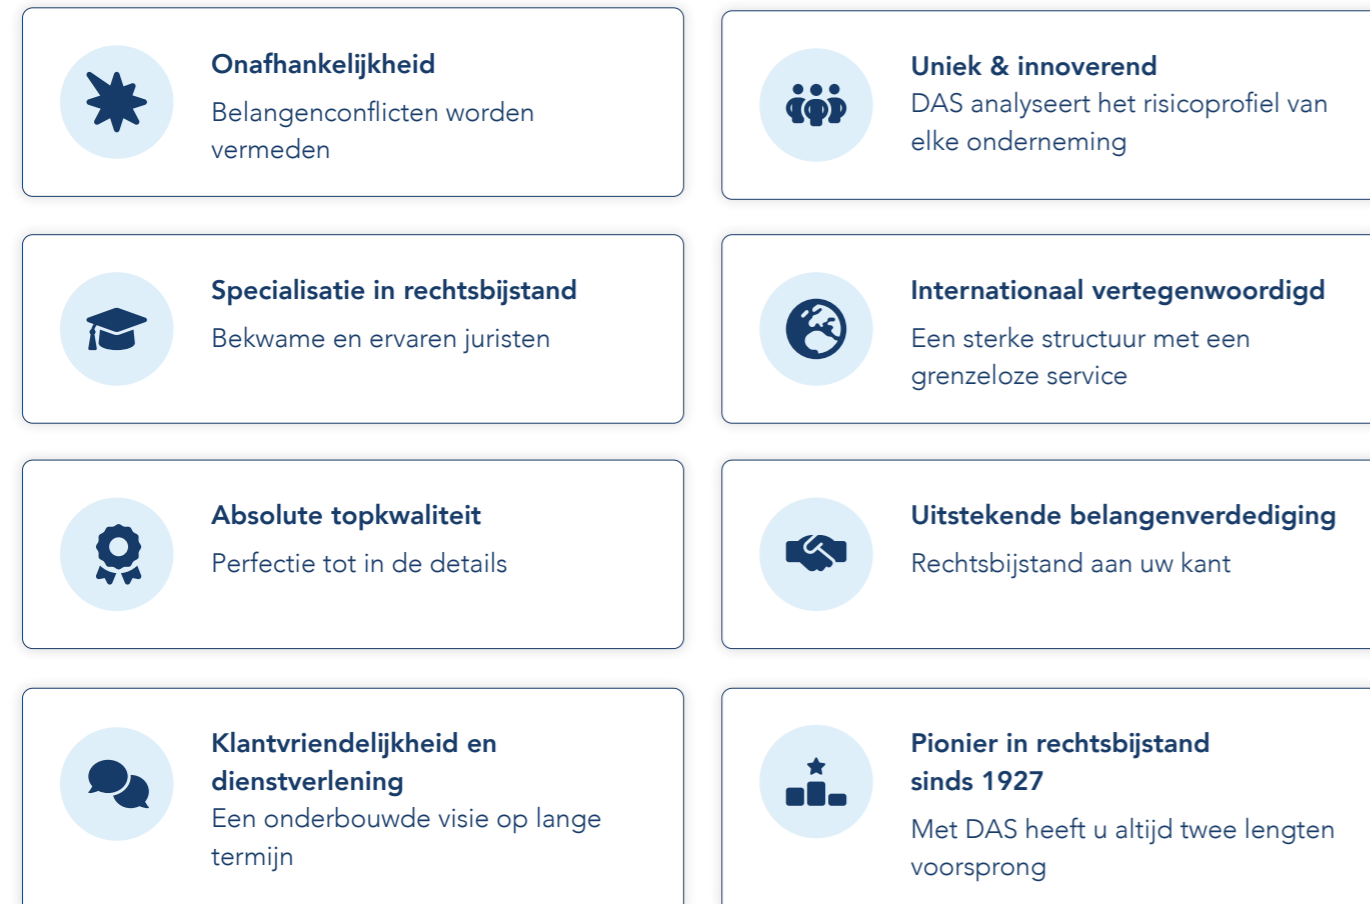 Onafhankelijkheid
Belangenconflicten worden
vermeden
Uniek & innoverend
DAS analyseert het risicoprofiel van
elke onderneming
Specialisatie in rechtsbijstand
Bekwame en ervaren juristen
Internationaal vertegenwoordigd
Een sterke structuur met een
grenzeloze service
Absolute topkwaliteit
Perfectie tot in de details
Uitstekende belangenverdediging
Rechtsbijstand aan uw kant
Klantvriendelijkheid en
dienstverlening
Een onderbouwde visie op lange
termijn
Pionier in rechtsbijstand
sinds 1927
Met DAS heeft u altijd twee lengten
voorsprong